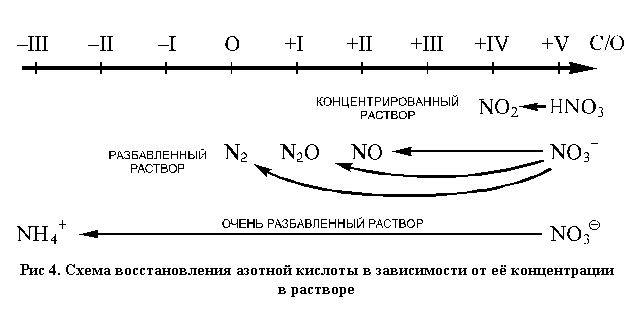 –III –II –I O +I +II +III +IV +V C/O
КОНЦЕНТРИРОВАННЫЙ
РАСТВОР
NO₂ HNO₃
РАЗБАВЛЕННЫЙ
РАСТВОР
N₂ N₂O NO NO₃⁻
ОЧЕНЬ РАЗБАВЛЕННЫЙ РАСТВОР
NH₄⁺ NO₃⊖
Рис 4. Схема восстановления азотной кислоты в зависимости от её концентрации
в растворе